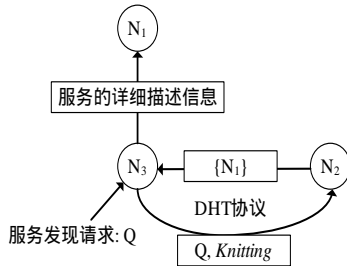 N1
服务的详细描述信息
N3
{N1}
N2
DHT协议
服务发现请求: Q
Q, Knitting